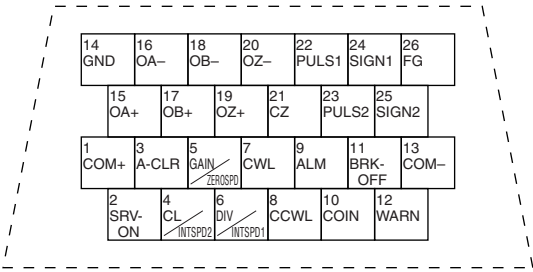 14 16 18 20 22 24 26
GND OA− OB− OZ− PULS1 SIGN1 FG
15 17 19 21 23 25
OA+ OB+ OZ+ CZ PULS2 SIGN2
1 3 5 7 9 11 13
COM+ A-CLR GAIN CWL ALM BRK- COM−
ZEROSPD OFF
2 4 6 8 10 12
SRV- CL DIV CCWL COIN WARN
ON INTSPD2 INTSPD1